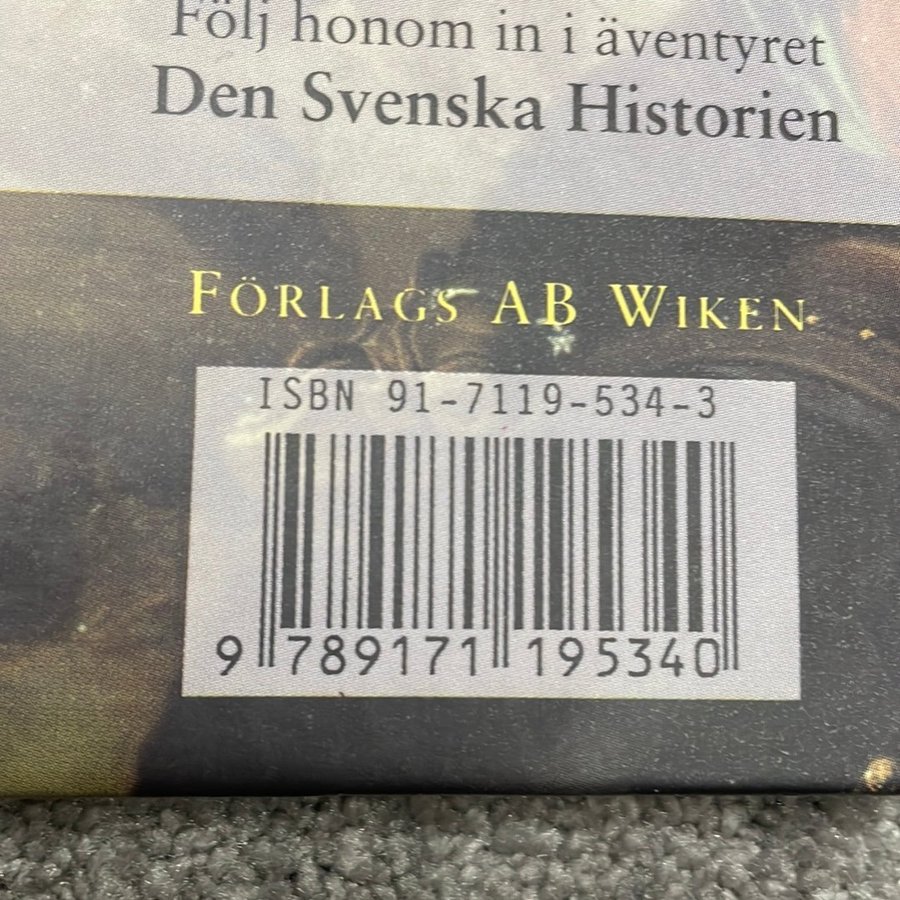 Följ honom in i äventyret
Den Svenska Historien
FÖRLAGS AB WIKEN
ISBN 91-7119-534-3
9 789171 195340